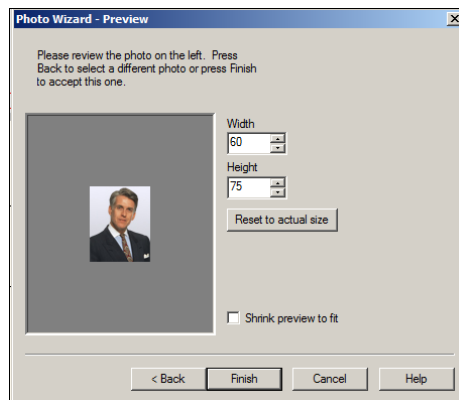 Photo Wizard - Preview
Please review the photo on the left. Press
Back to select a different photo or press Finish
to accept this one.
Width
60
Height
75
Reset to actual size
Shrink preview to fit
< Back Finish Cancel Help